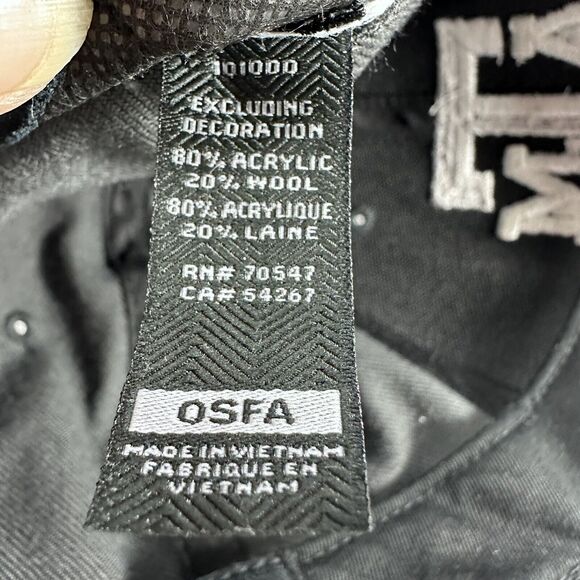 101000
EXCLUDING
DECORATION
80% ACRYLIC
20% WOOL
80% ACRYLIQUE
20% LAINE
RN# 70547
CA# 54267
OSFA
MADE IN VIETNAM
FABRIQUE EN
VIETNAM